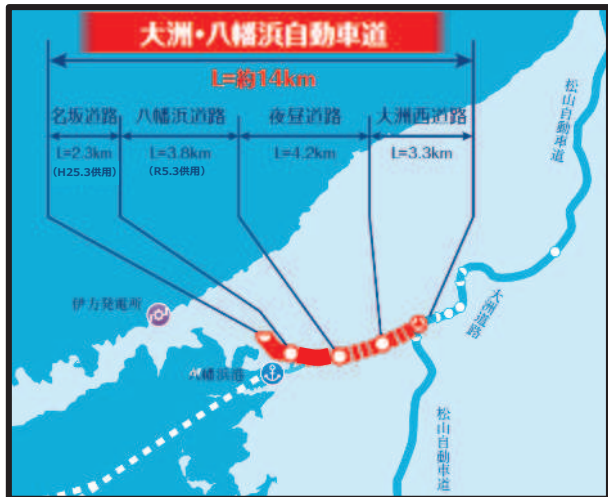 大洲・八幡浜自動車道
L=約14km
名坂道路
八幡浜道路
夜昼道路
大洲西道路
L=2.3km
L=3.8km
L=4.2km
L=3.3km
(H25.3供用)
(R5.3供用)
松山自動車道
伊方発電所
大洲道路
八幡浜港
松山自動車道